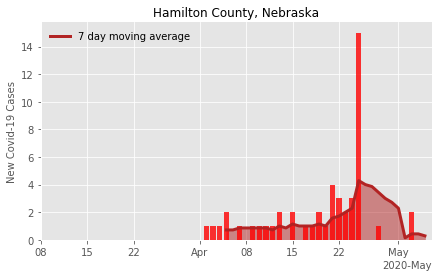 Hamilton County, Nebraska
7 day moving average
New Covid-19 Cases
14
12
10
8
6
4
2
0
08 15 22 Apr 08 15 22 May
2020-May